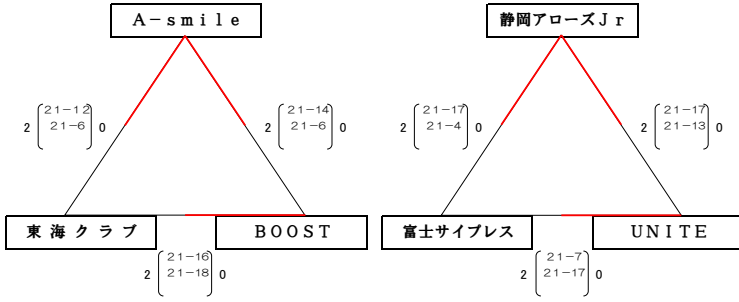 A－smile 静岡アローズJr
21－12 21－14 21－17 21－17
2 21－6 0 2 21－6 0 2 21－4 0 2 21－13 0
東海クラブ BOOST 富士サイプレス UNITE
21－16 21－7
2 21－18 0 2 21－17 0